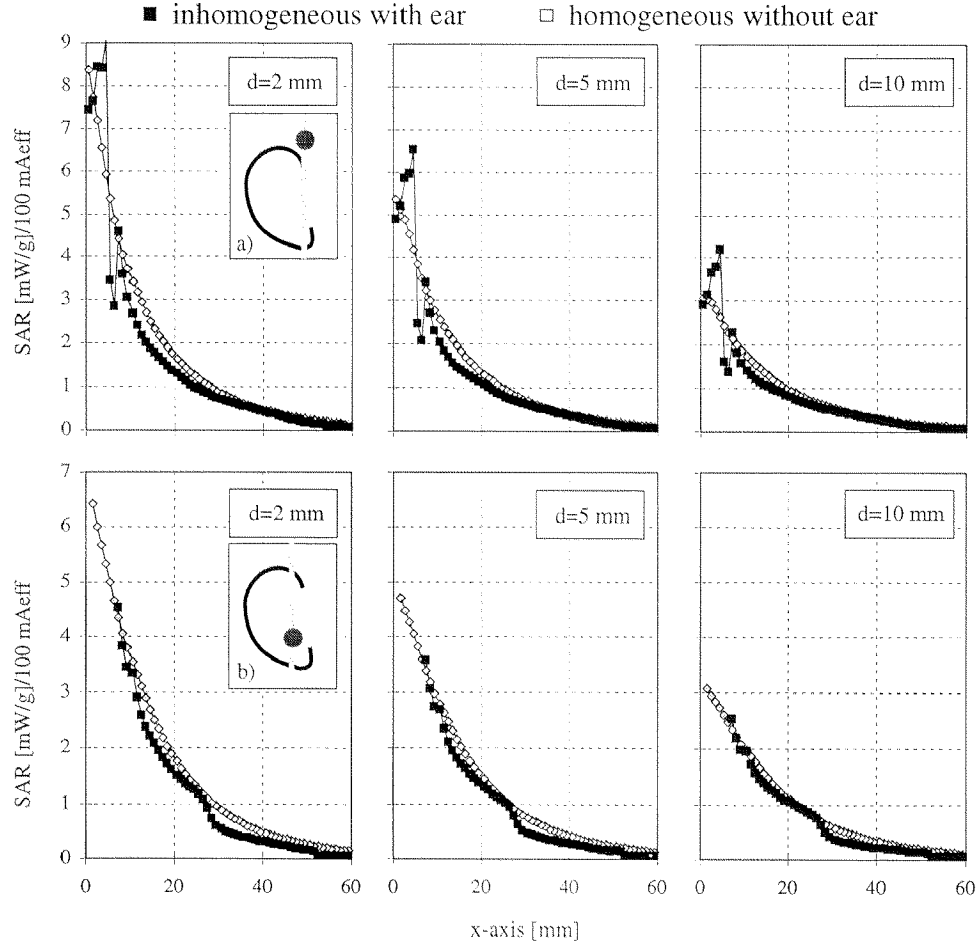 ■ inhomogeneous with ear □ homogeneous without ear
SAR [mW/g]/100 mAeff
9
8
7
6
5
4
3
2
1
0
d=2 mm
a)
d=5 mm
d=10 mm
SAR [mW/g]/100 mAeff
7
6
5
4
3
2
1
0
d=2 mm
b)
d=5 mm
d=10 mm
0 20 40 60 0 20 40 60 0 20 40 60
x-axis [mm]